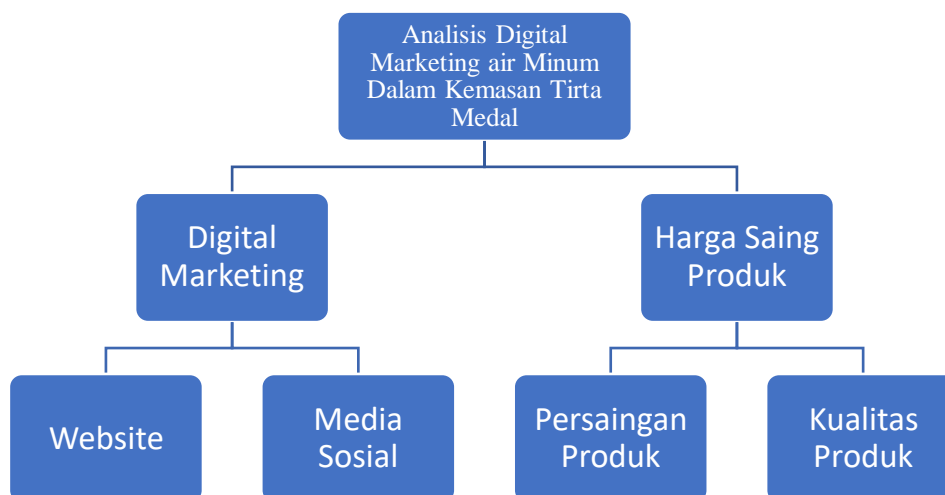 Analisis Digital
Marketing air Minum
Dalam Kemasan Tirta
Medal
Digital
Marketing
Harga Saing
Produk
Website
Media
Sosial
Persaingan
Produk
Kualitas
Produk